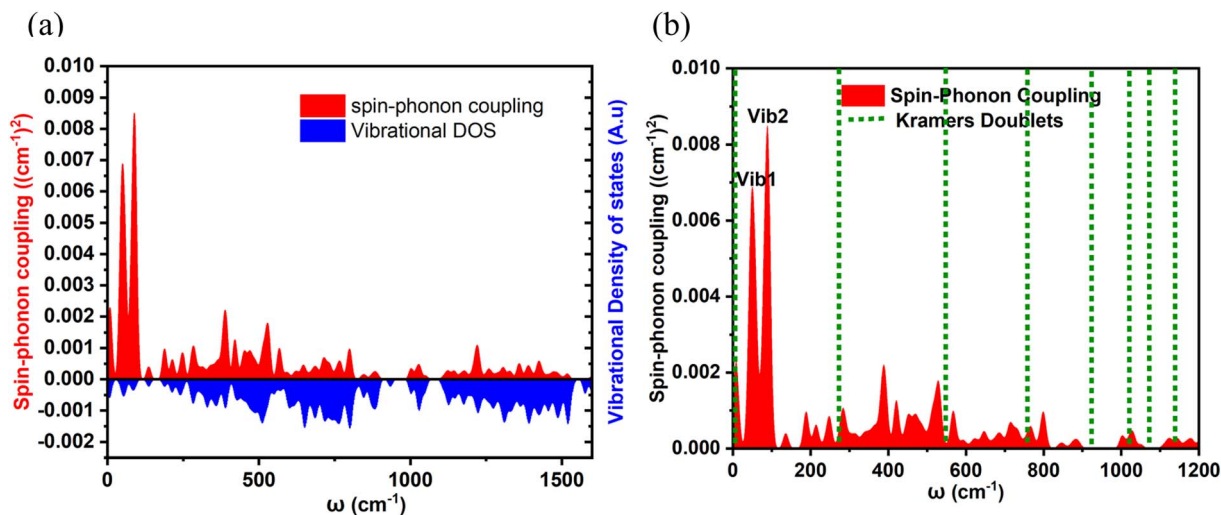 (a)
Spin-phonon coupling ((cm⁻¹)²)
0.010
0.009
0.008
0.007
0.006
0.005
0.004
0.003
0.002
0.001
0.000
-0.001
-0.002
spin-phonon coupling
Vibrational DOS
Vibrational Density of states (A.u)
0
500
1000
1500
ω (cm⁻¹)
(b)
Spin-phonon coupling ((cm⁻¹)²)
0.010
0.008
0.006
0.004
0.002
0.000
Spin-Phonon Coupling
Kramers Doublets
Vib2
Vib1
0
200
400
600
800
1000
1200
ω (cm⁻¹)